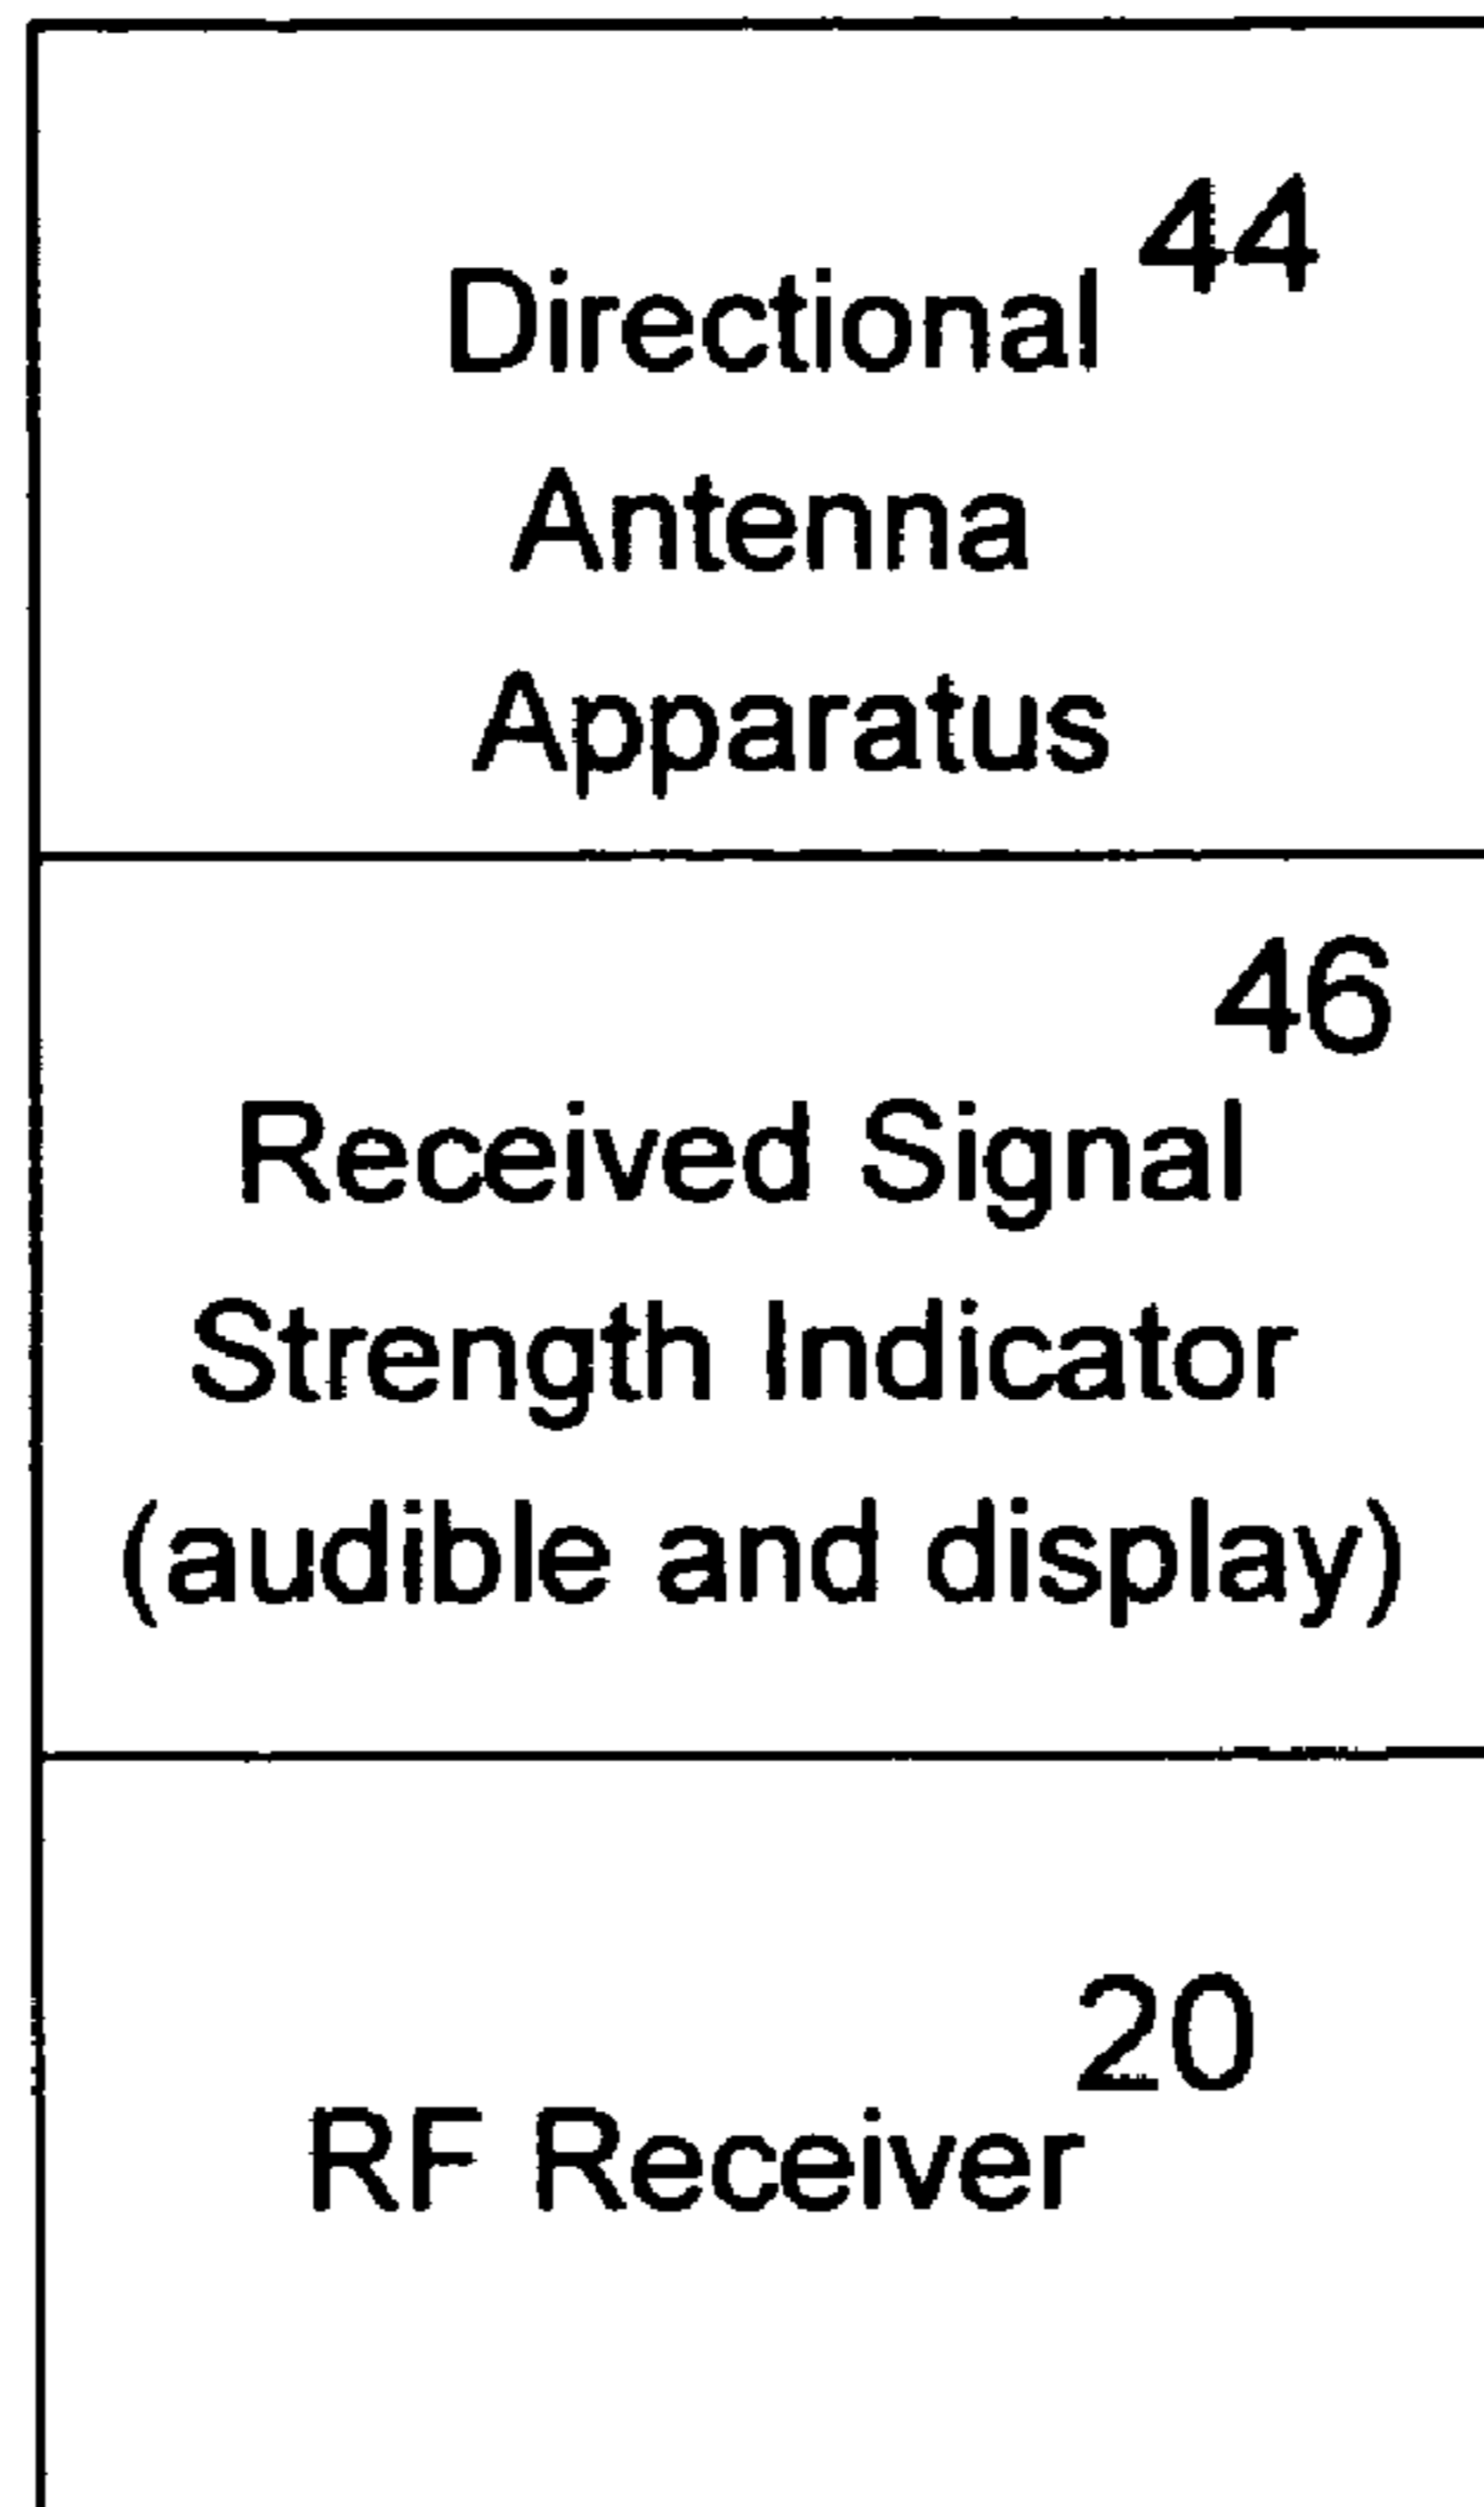 Directional 44
Antenna
Apparatus
46
Received Signal
Strength Indicator
(audible and display)
20
RF Receiver